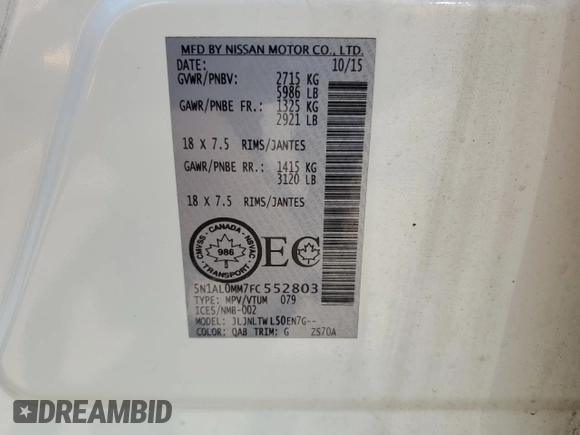 MFD BY NISSAN MOTOR CO., LTD.
DATE: 10/15
GVWR/PNBV: 2715 KG
5986 LB
GAWR/PNBE FR.: 1325 KG
2921 LB
18 X 7.5 RIMS/JANTES
GAWR/PNBE RR.: 1415 KG
3120 LB
18 X 7.5 RIMS/JANTES
CMVSS - CANADA - NSVAC
986
TRANSPORT
EC
5N1AL0MM7FC552803
TYPE: MPV/VTUM 079
ICES/NMB-002
MODEL: JLJNLTWL50EN7G--
COLOR: QAB TRIM: G ZS70A
DREAMBID